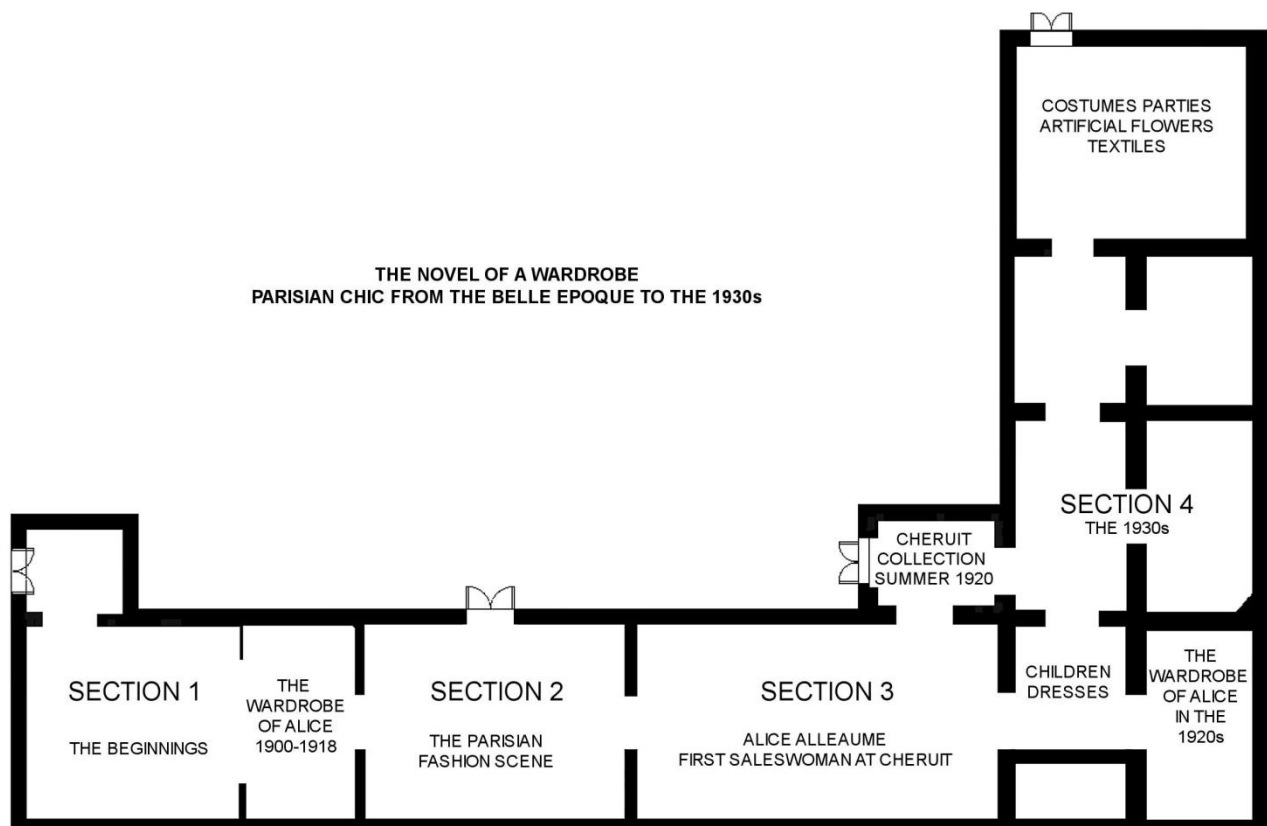 COSTUMES PARTIES
ARTIFICIAL FLOWERS
TEXTILES
THE NOVEL OF A WARDROBE
PARISIAN CHIC FROM THE BELLE EPOQUE TO THE 1930s
SECTION 4
THE 1930s
CHERUIT
COLLECTION
SUMMER 1920
SECTION 1
THE BEGINNINGS
THE
WARDROBE
OF ALICE
1900-1918
SECTION 2
THE PARISIAN
FASHION SCENE
SECTION 3
ALICE ALLEAUME
FIRST SALESWOMAN AT CHERUIT
CHILDREN
DRESSES
THE
WARDROBE
OF ALICE
IN THE
1920s